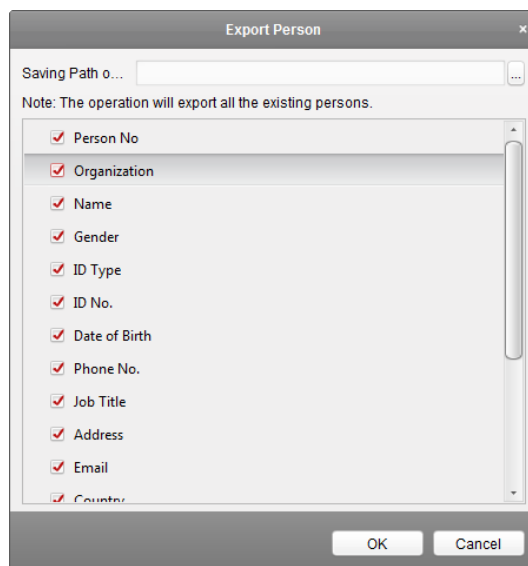 Export Person
×
Saving Path o... ...
Note: The operation will export all the existing persons.
Person No
Organization
Name
Gender
ID Type
ID No.
Date of Birth
Phone No.
Job Title
Address
Email
Country
OK Cancel